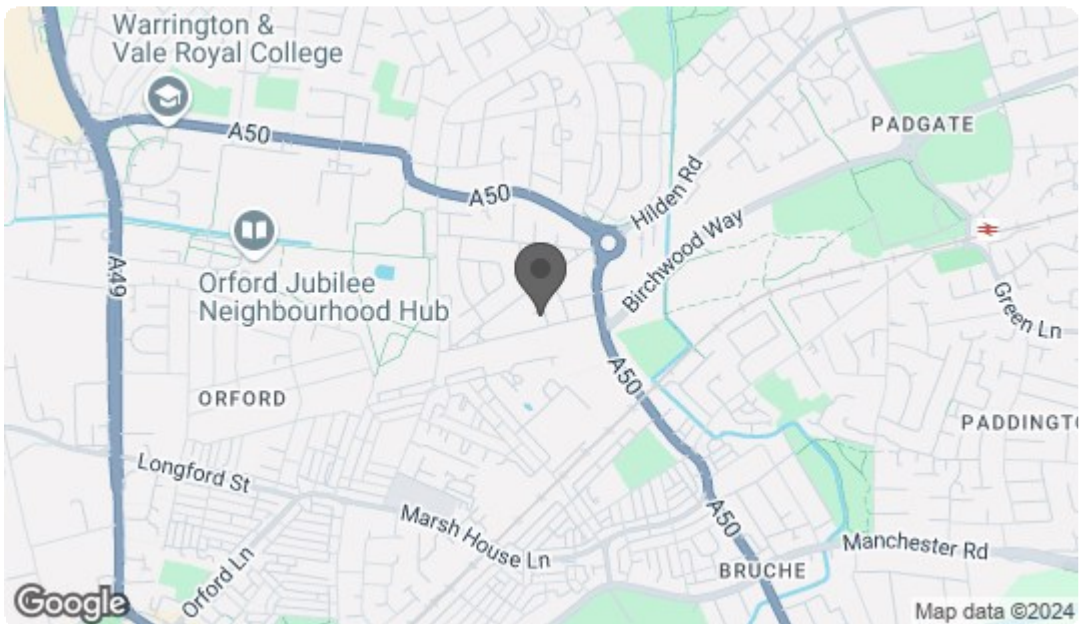 Warrington &
Vale Royal College
A50
PADGATE
A50
Hilden Rd
Birchwood Way
A49
Orford Jubilee
Neighbourhood Hub
Green Ln
A50
ORFORD
PADDINGT
Longford St
Marsh House Ln
A50
Orford Ln
Manchester Rd
BRUCHE
Google
Map data ©2024